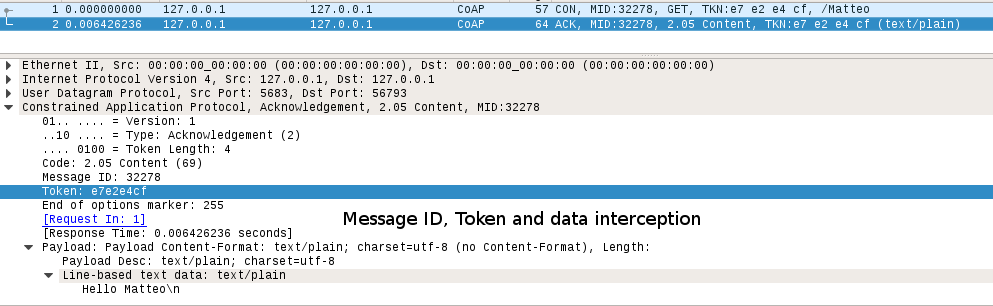 1 0.000000000 127.0.0.1 127.0.0.1 CoAP 57 CON, MID:32278, GET, TKN:e7 e2 e4 cf, /Matteo
2 0.006426236 127.0.0.1 127.0.0.1 CoAP 64 ACK, MID:32278, 2.05 Content, TKN:e7 e2 e4 cf (text/plain)
Ethernet II, Src: 00:00:00_00:00:00 (00:00:00:00:00:00), Dst: 00:00:00_00:00:00 (00:00:00:00:00:00)
Internet Protocol Version 4, Src: 127.0.0.1, Dst: 127.0.0.1
User Datagram Protocol, Src Port: 5683, Dst Port: 56793
Constrained Application Protocol, Acknowledgement, 2.05 Content, MID:32278
01.. .... = Version: 1
..10 .... = Type: Acknowledgement (2)
.... 0100 = Token Length: 4
Code: 2.05 Content (69)
Message ID: 32278
Token: e7e2e4cf
End of options marker: 255
[Request In: 1]
Message ID, Token and data interception
[Response Time: 0.006426236 seconds]
Payload: Payload Content-Format: text/plain; charset=utf-8 (no Content-Format), Length:
Payload Desc: text/plain; charset=utf-8
Line-based text data: text/plain
Hello Matteo\n